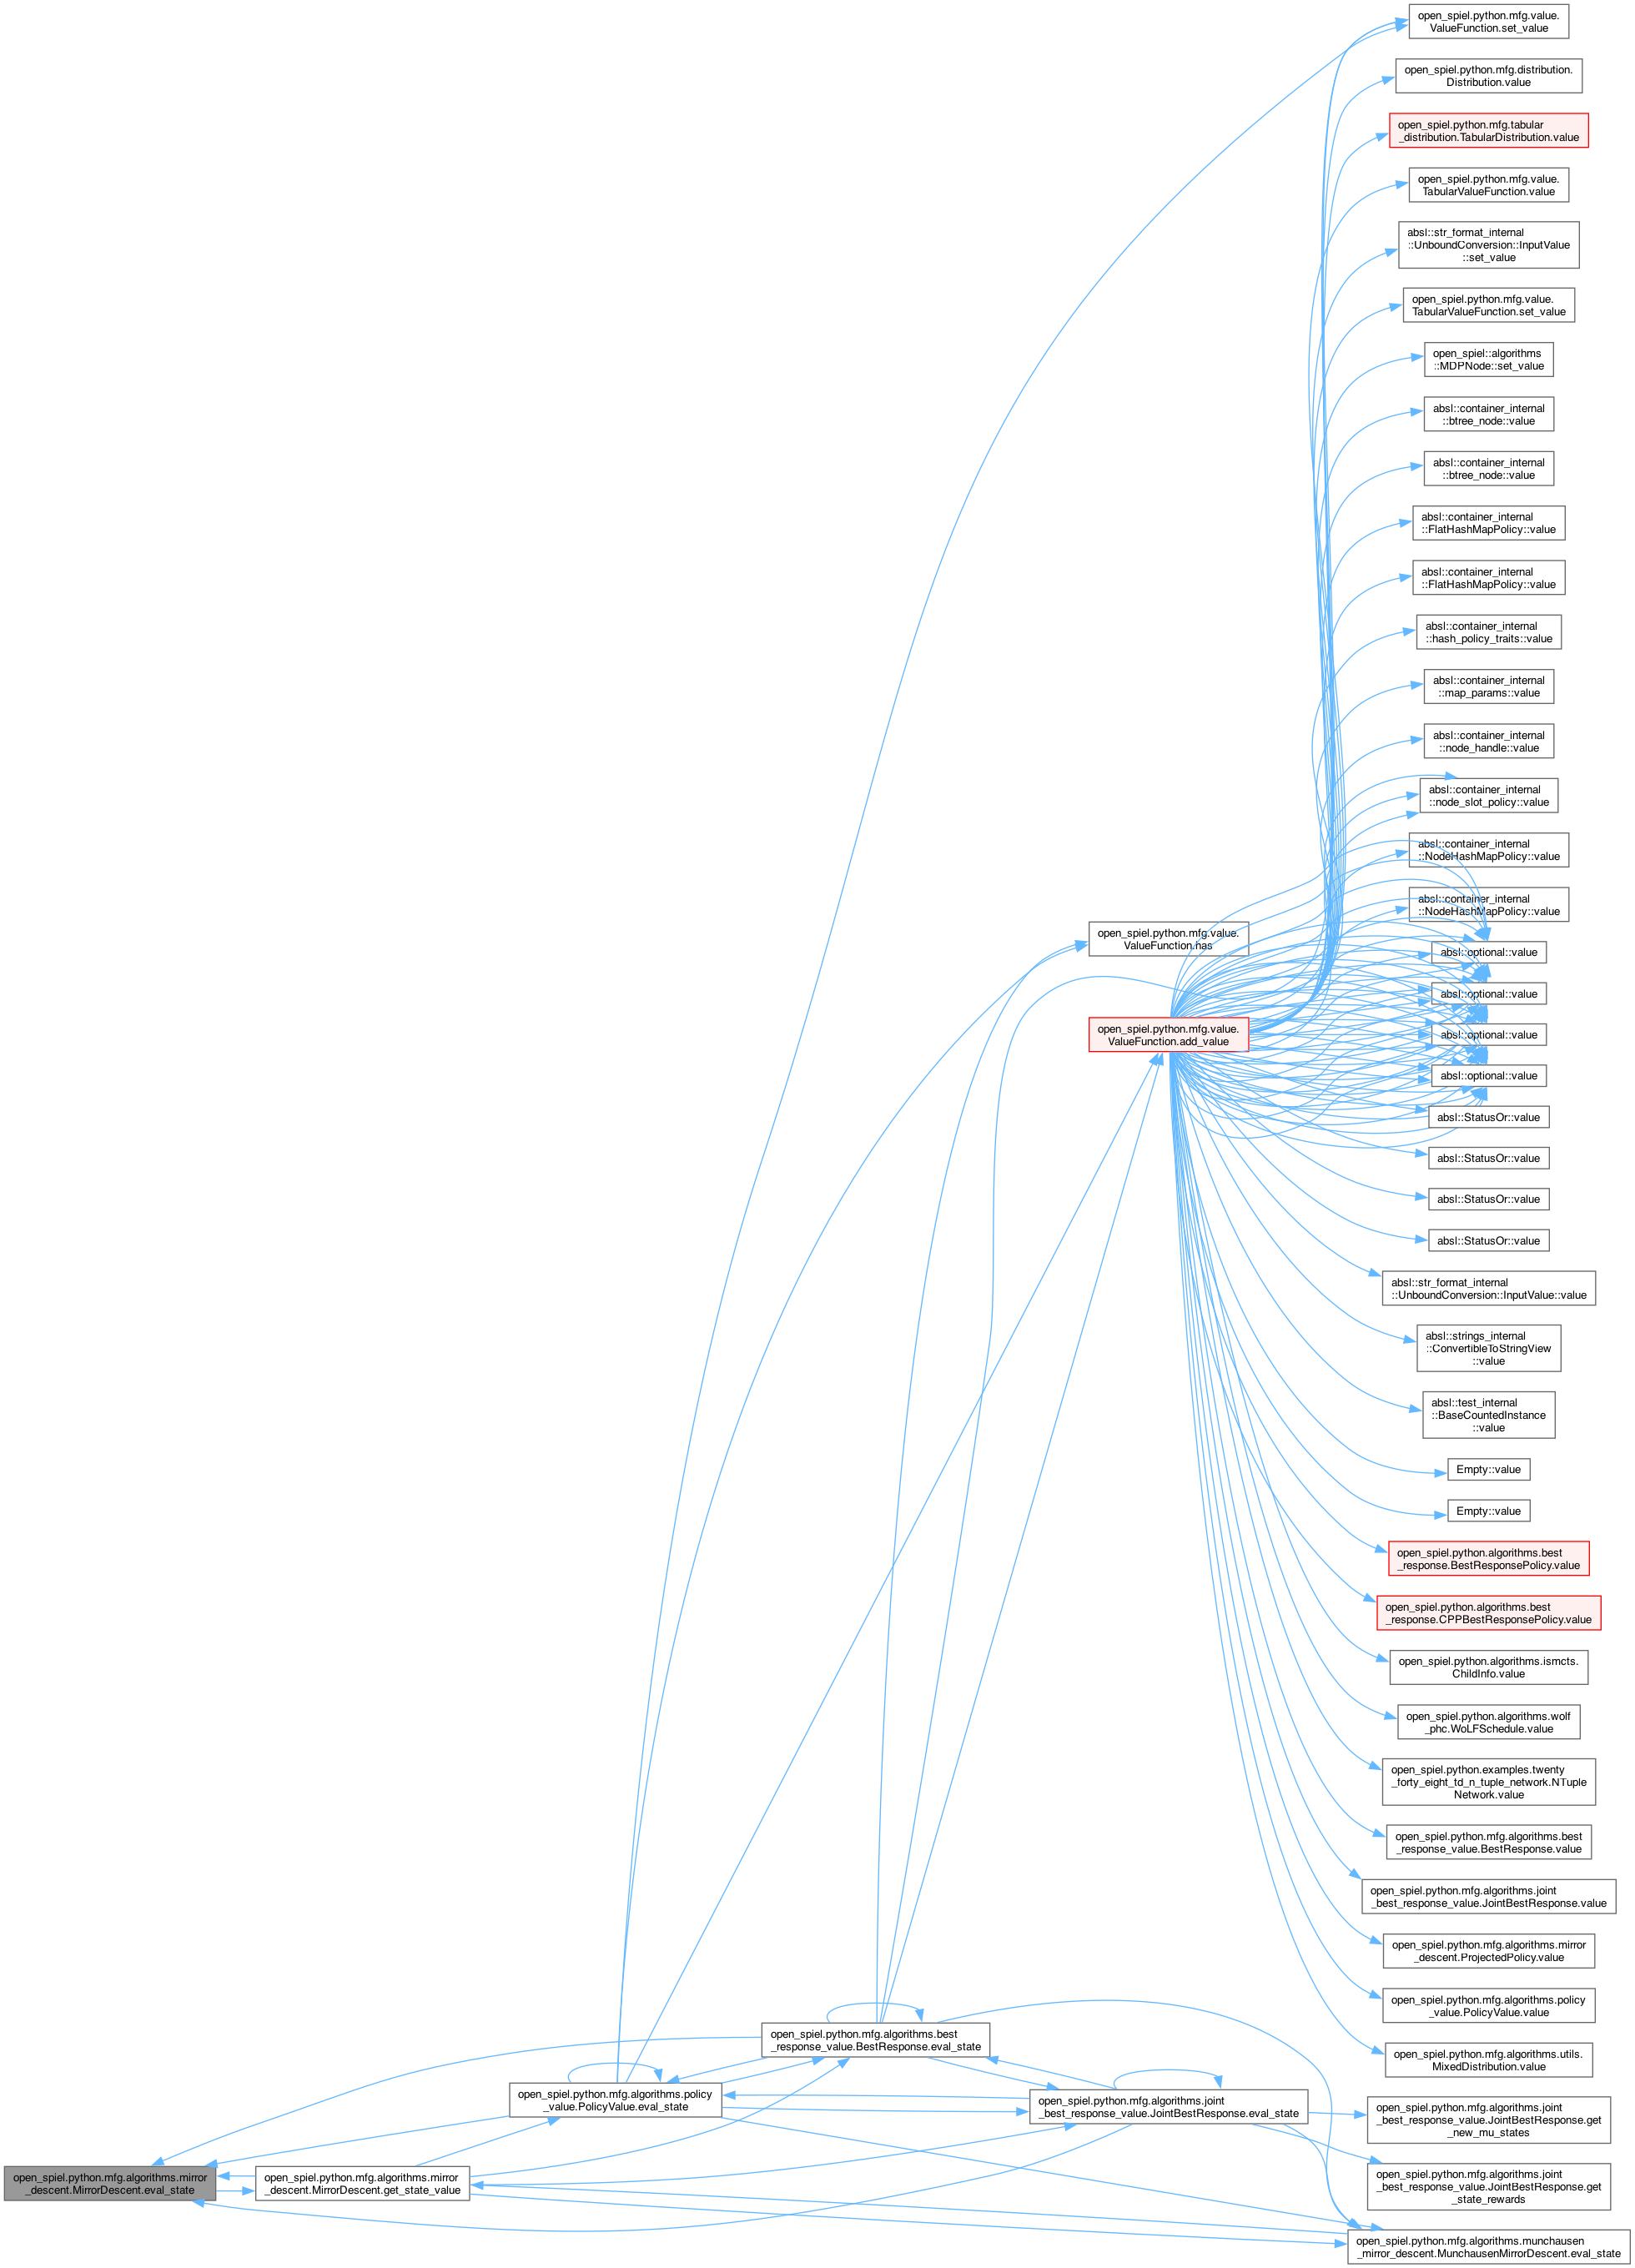 open_spiel.python.mfg.value.
ValueFunction.set_value
open_spiel.python.mfg.distribution.
Distribution.value
open_spiel.python.mfg.tabular
_distribution.TabularDistribution.value
open_spiel.python.mfg.value.
TabularValueFunction.value
absl::str_format_internal
::UnboundConversion::InputValue
::set_value
open_spiel.python.mfg.value.
TabularValueFunction.set_value
open_spiel::algorithms
::MDPNode::set_value
absl::container_internal
::btree_node::value
absl::container_internal
::btree_node::value
absl::container_internal
::FlatHashMapPolicy::value
absl::container_internal
::FlatHashMapPolicy::value
absl::container_internal
::hash_policy_traits::value
absl::container_internal
::map_params::value
absl::container_internal
::node_handle::value
absl::container_internal
::node_slot_policy::value
absl::container_internal
::NodeHashMapPolicy::value
absl::container_internal
::NodeHashMapPolicy::value
open_spiel.python.mfg.value.
ValueFunction.has
absl::optional::value
absl::optional::value
open_spiel.python.mfg.value.
ValueFunction.add_value
absl::optional::value
absl::optional::value
absl::StatusOr::value
absl::StatusOr::value
absl::StatusOr::value
absl::StatusOr::value
absl::str_format_internal
::UnboundConversion::InputValue::value
absl::strings_internal
::ConvertibleToStringView
::value
absl::test_internal
::BaseCountedInstance
::value
Empty::value
Empty::value
open_spiel.python.algorithms.best
_response.BestResponsePolicy.value
open_spiel.python.algorithms.best
_response.CPPBestResponsePolicy.value
open_spiel.python.algorithms.ismcts.
ChildInfo.value
open_spiel.python.algorithms.wolf
_phc.WoLFSchedule.value
open_spiel.python.examples.twenty
_forty_eight_td_n_tuple_network.NTuple
Network.value
open_spiel.python.mfg.algorithms.best
_response_value.BestResponse.value
open_spiel.python.mfg.algorithms.joint
_best_response_value.JointBestResponse.value
open_spiel.python.mfg.algorithms.mirror
_descent.ProjectedPolicy.value
open_spiel.python.mfg.algorithms.policy
_value.PolicyValue.value
open_spiel.python.mfg.algorithms.utils.
MixedDistribution.value
open_spiel.python.mfg.algorithms.best
_response_value.BestResponse.eval_state
open_spiel.python.mfg.algorithms.policy
_value.PolicyValue.eval_state
open_spiel.python.mfg.algorithms.joint
_best_response_value.JointBestResponse.eval_state
open_spiel.python.mfg.algorithms.joint
_best_response_value.JointBestResponse.get
_new_mu_states
open_spiel.python.mfg.algorithms.mirror
_descent.MirrorDescent.eval_state
open_spiel.python.mfg.algorithms.mirror
_descent.MirrorDescent.get_state_value
open_spiel.python.mfg.algorithms.joint
_best_response_value.JointBestResponse.get
_state_rewards
open_spiel.python.mfg.algorithms.munchausen
_mirror_descent.MunchausenMirrorDescent.eval_state